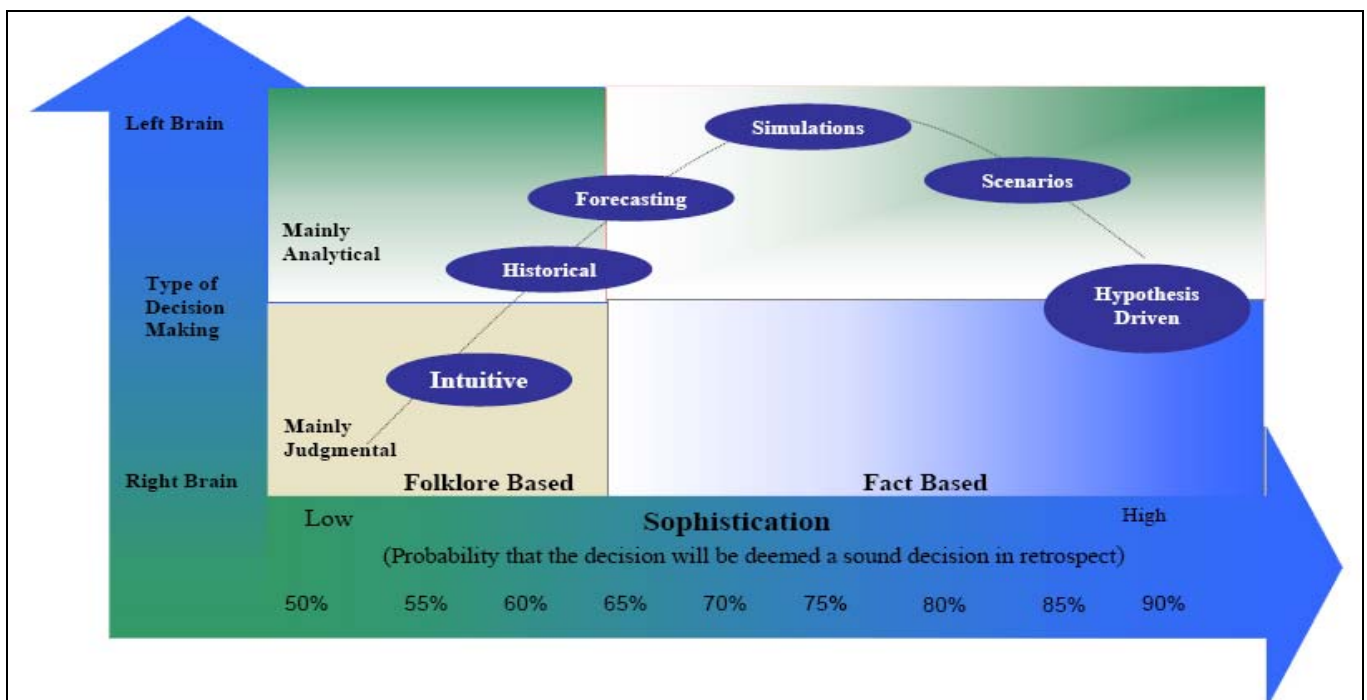 Left Brain
Simulations
Scenarios
Forecasting
Mainly
Analytical
Historical
Type of
Decision
Making
Hypothesis
Driven
Intuitive
Mainly
Judgmental
Right Brain
Folklore Based
Fact Based
Low
Sophistication
High
(Probability that the decision will be deemed a sound decision in retrospect)
50% 55% 60% 65% 70% 75% 80% 85% 90%